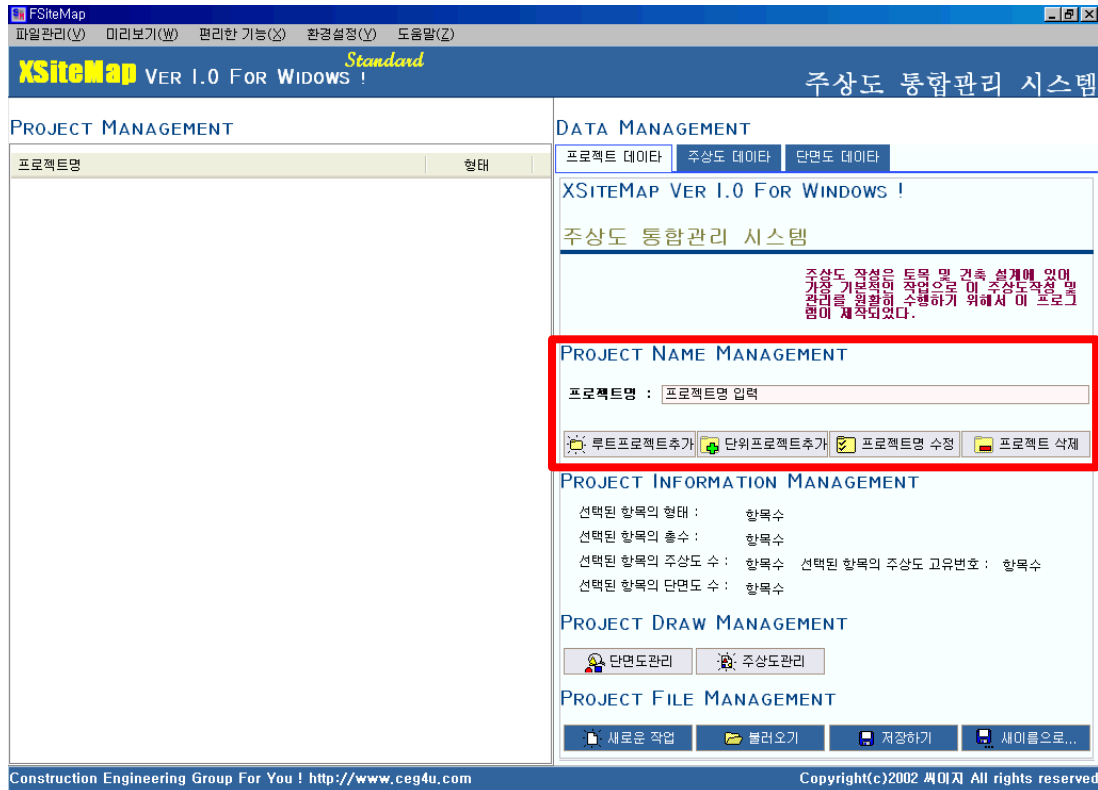 FSiteMap
파일관리(V) 미리보기(W) 편리한 기능(X) 환경설정(Y) 도움말(Z)
XSiteMap VER 1.0 FOR WIDOWS ! Standard
주상도 통합관리 시스템
PROJECT MANAGEMENT
프로젝트명 형태
DATA MANAGEMENT
프로젝트 데이타 주상도 데이타 단면도 데이타
XSITEMAP VER 1.0 FOR WINDOWS !
주상도 통합관리 시스템
주상도 작성은 토목 및 건축 설계에 있어
가장 기본적인 작업으로 이 주상도작성 및
관리를 원활히 수행하기 위해서 이 프로그
램이 제작되었다.
PROJECT NAME MANAGEMENT
프로젝트명 : 프로젝트명 입력
루트프로젝트추가 단위프로젝트추가 프로젝트명 수정 프로젝트 삭제
PROJECT INFORMATION MANAGEMENT
선택된 항목의 형태 : 항목수
선택된 항목의 총수 : 항목수
선택된 항목의 주상도 수 : 항목수 선택된 항목의 주상도 고유번호 : 항목수
선택된 항목의 단면도 수 : 항목수
PROJECT DRAW MANAGEMENT
단면도관리 주상도관리
PROJECT FILE MANAGEMENT
새로운 작업 불러오기 저장하기 새이름으로...
Construction Engineering Group For You ! http://www.ceg4u.com
Copyright(c)2002 씨이지 All rights reserved